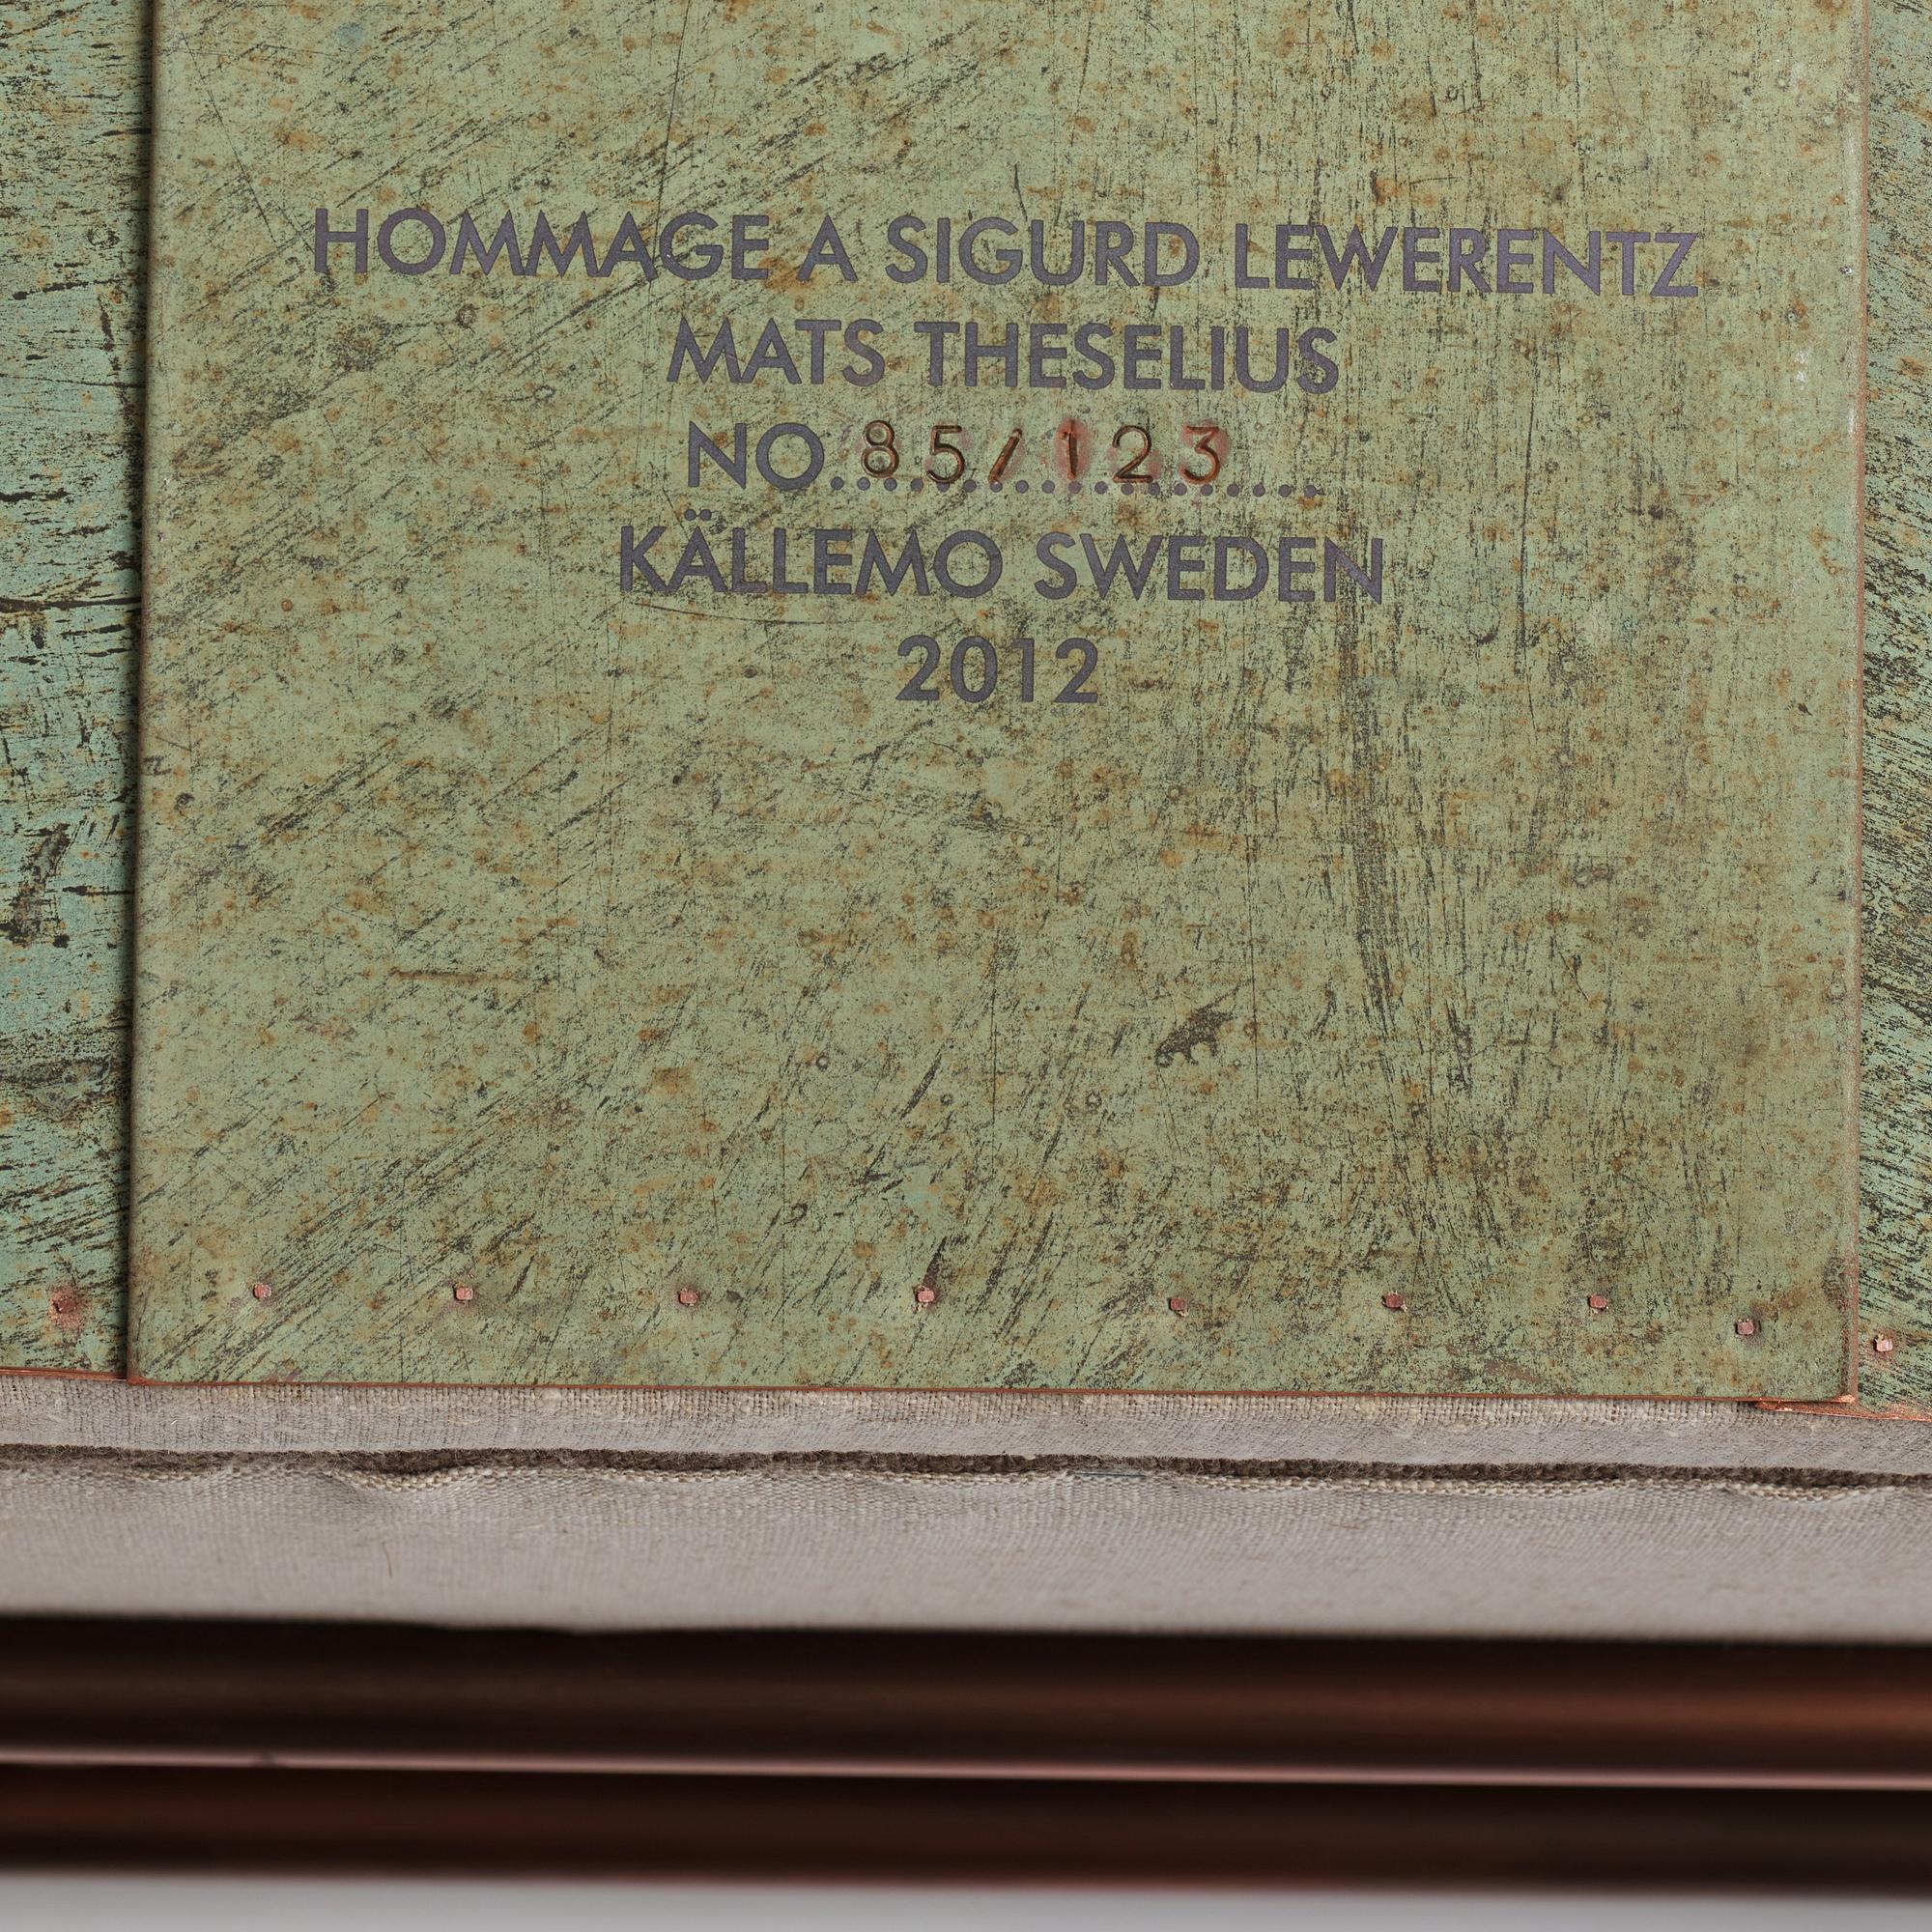 HOMMAGE A SIGURD LEWERENTZ
MATS THESELIUS
NO...85/123.......
KÄLLEMO SWEDEN
2012